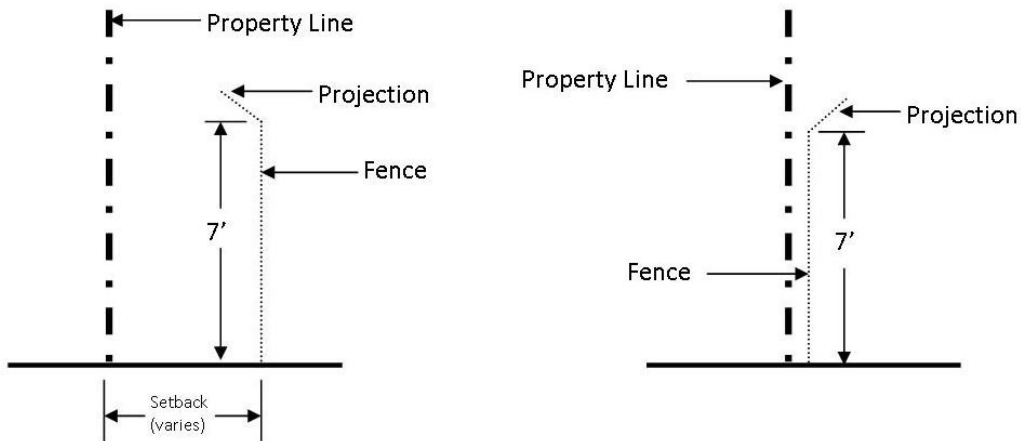 Property Line
Projection
Fence
7’
Setback
(varies)
Property Line
Projection
7’
Fence